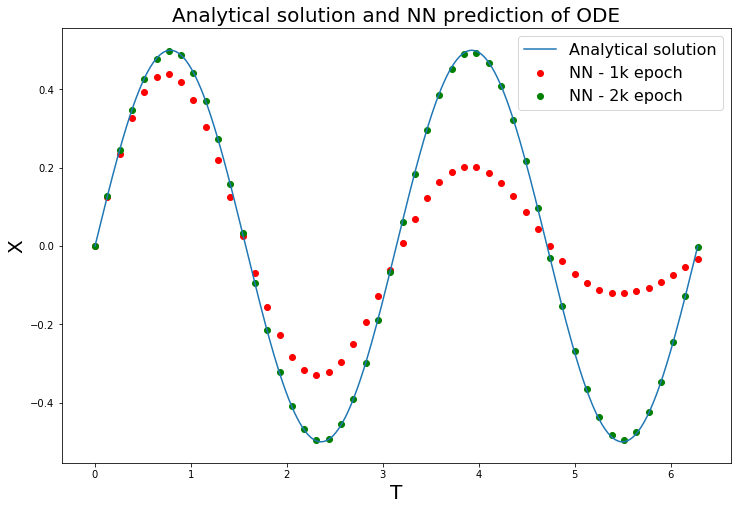 Analytical solution and NN prediction of ODE
Analytical solution
NN - 1k epoch
NN - 2k epoch
X
0.4
0.2
0.0
−0.2
−0.4
0 1 2 3 4 5 6
T